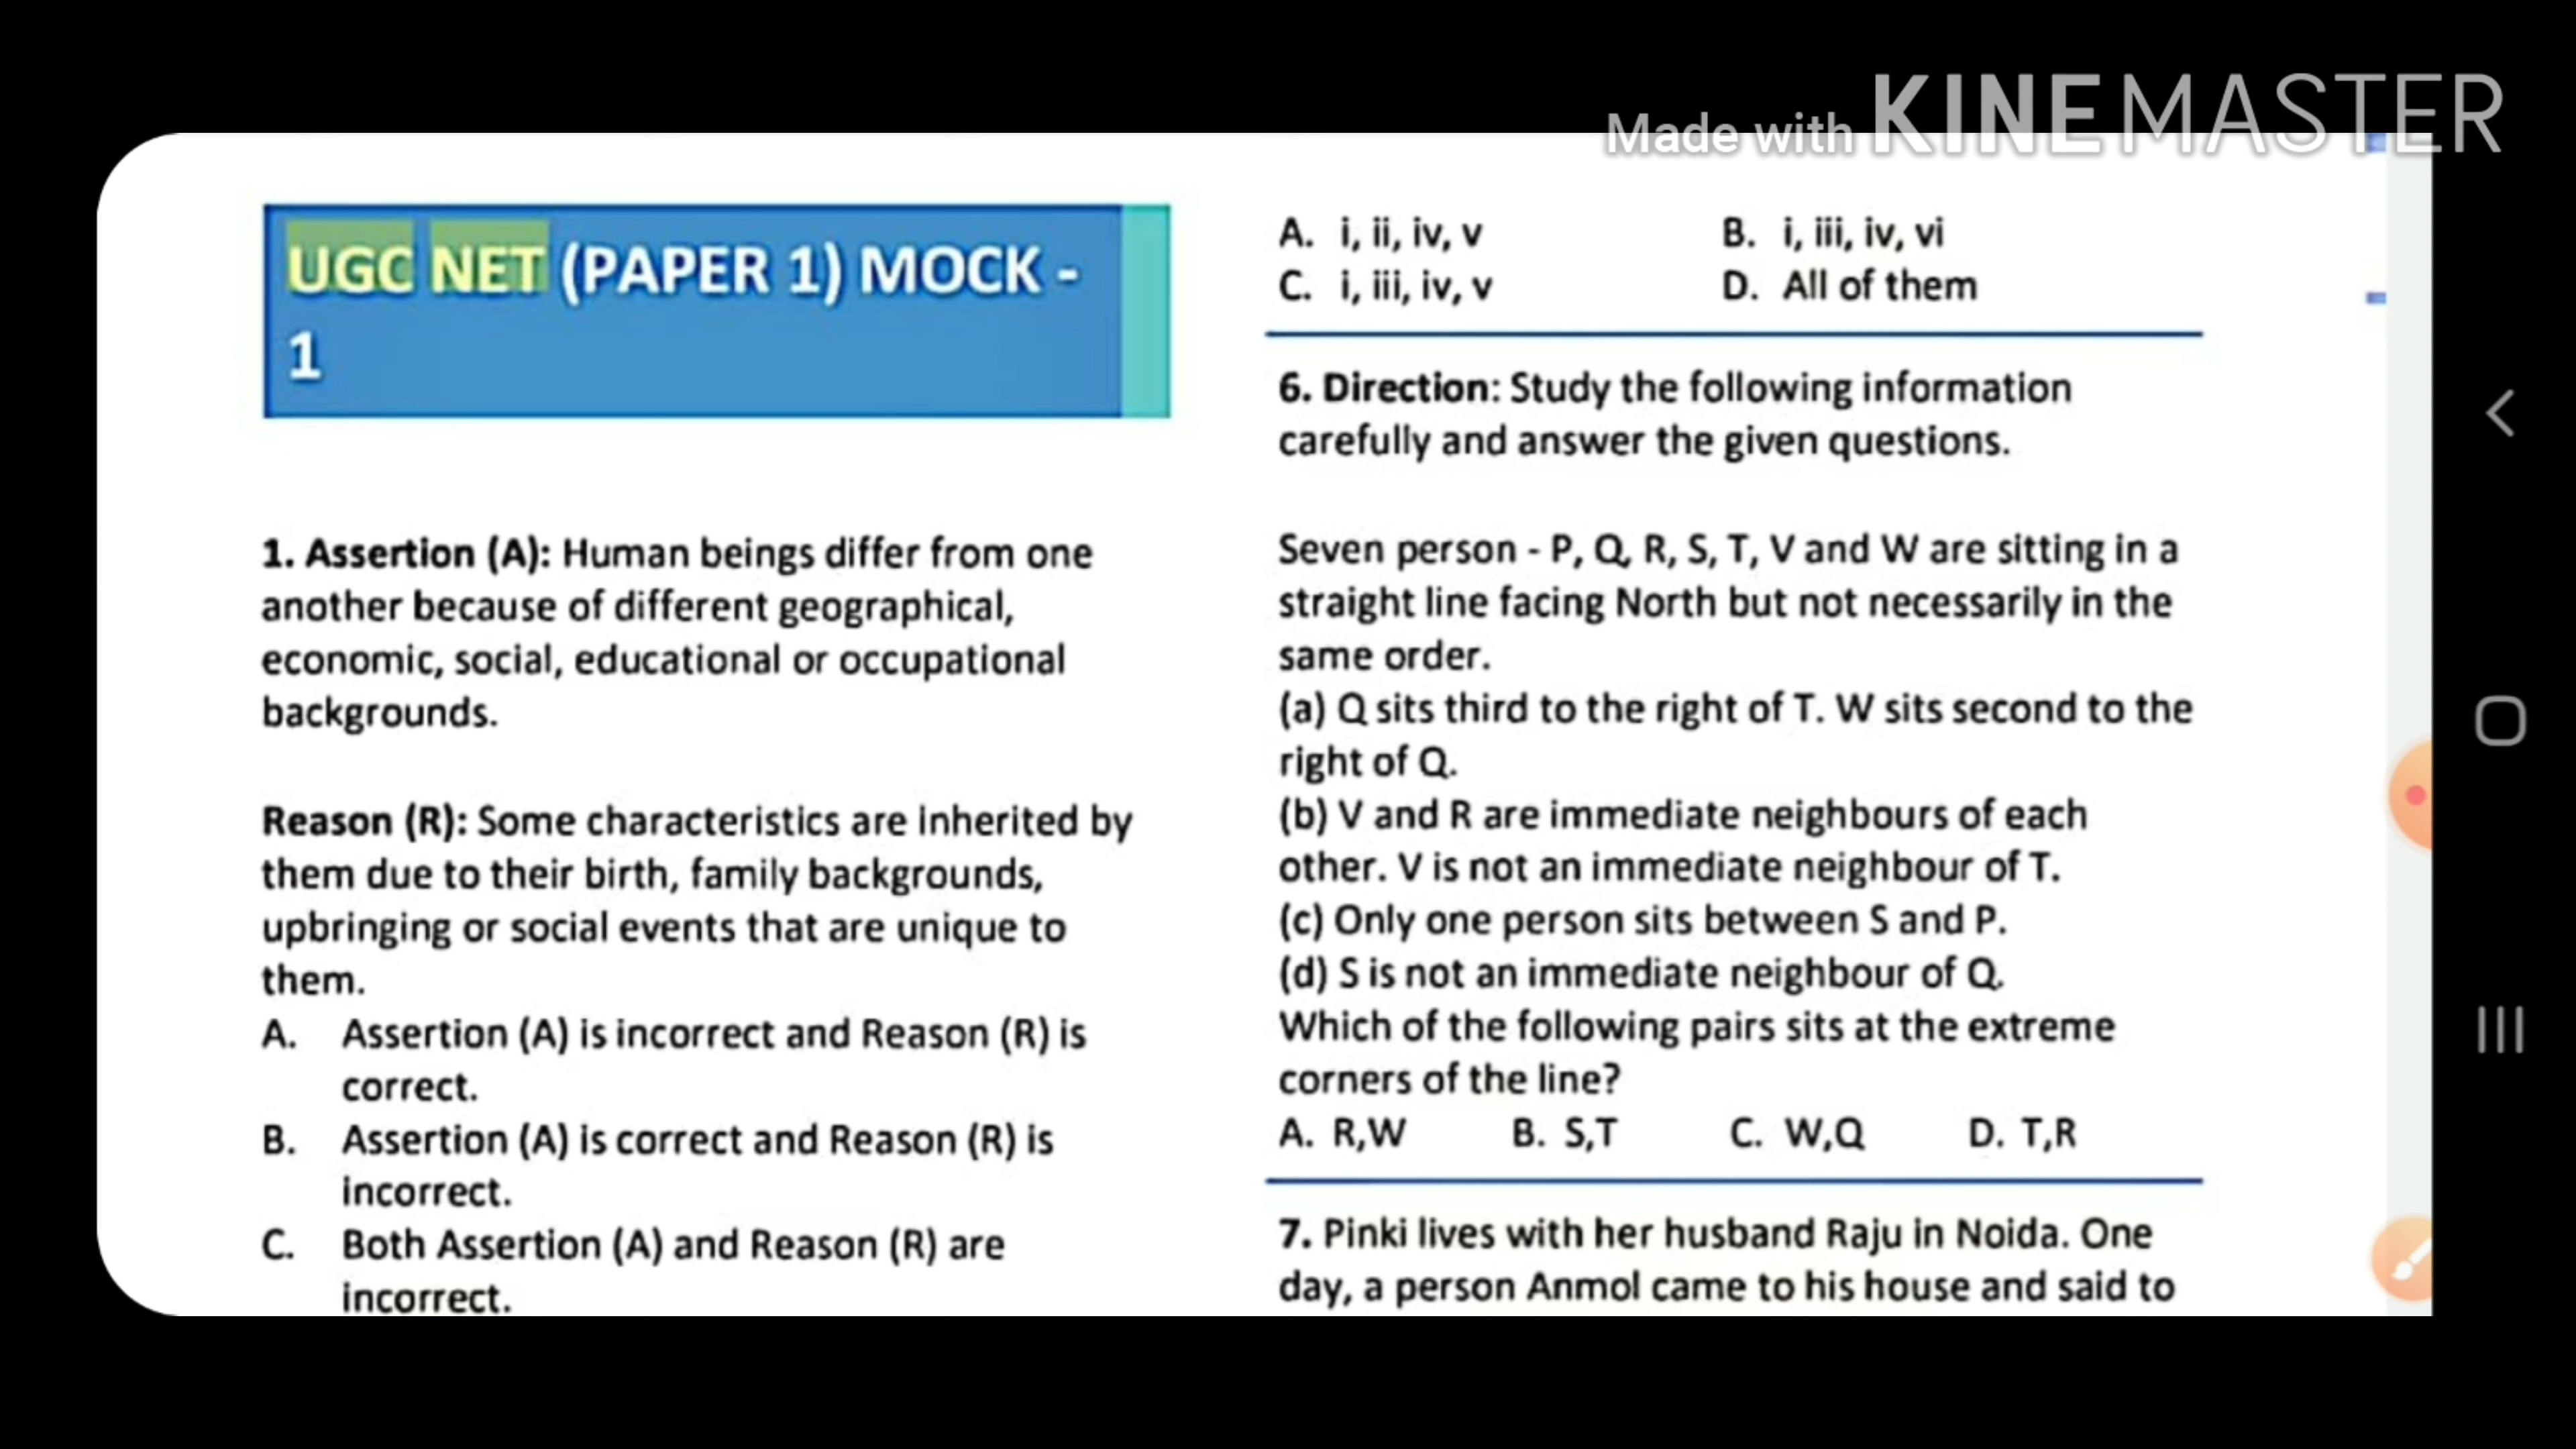 Made with KINEMASTER
UGC NET (PAPER 1) MOCK -
1
1. Assertion (A): Human beings differ from one
another because of different geographical,
economic, social, educational or occupational
backgrounds.
Reason (R): Some characteristics are inherited by
them due to their birth, family backgrounds,
upbringing or social events that are unique to
them.
A. Assertion (A) is incorrect and Reason (R) is
correct.
B. Assertion (A) is correct and Reason (R) is
incorrect.
C. Both Assertion (A) and Reason (R) are
incorrect.
A. i, ii, iv, v B. i, iii, iv, vi
C. i, iii, iv, v D. All of them
6. Direction: Study the following information
carefully and answer the given questions.
Seven person - P, Q, R, S, T, V and W are sitting in a
straight line facing North but not necessarily in the
same order.
(a) Q sits third to the right of T. W sits second to the
right of Q.
(b) V and R are immediate neighbours of each
other. V is not an immediate neighbour of T.
(c) Only one person sits between S and P.
(d) S is not an immediate neighbour of Q.
Which of the following pairs sits at the extreme
corners of the line?
A. R,W B. S,T C. W,Q D. T,R
7. Pinki lives with her husband Raju in Noida. One
day, a person Anmol came to his house and said to